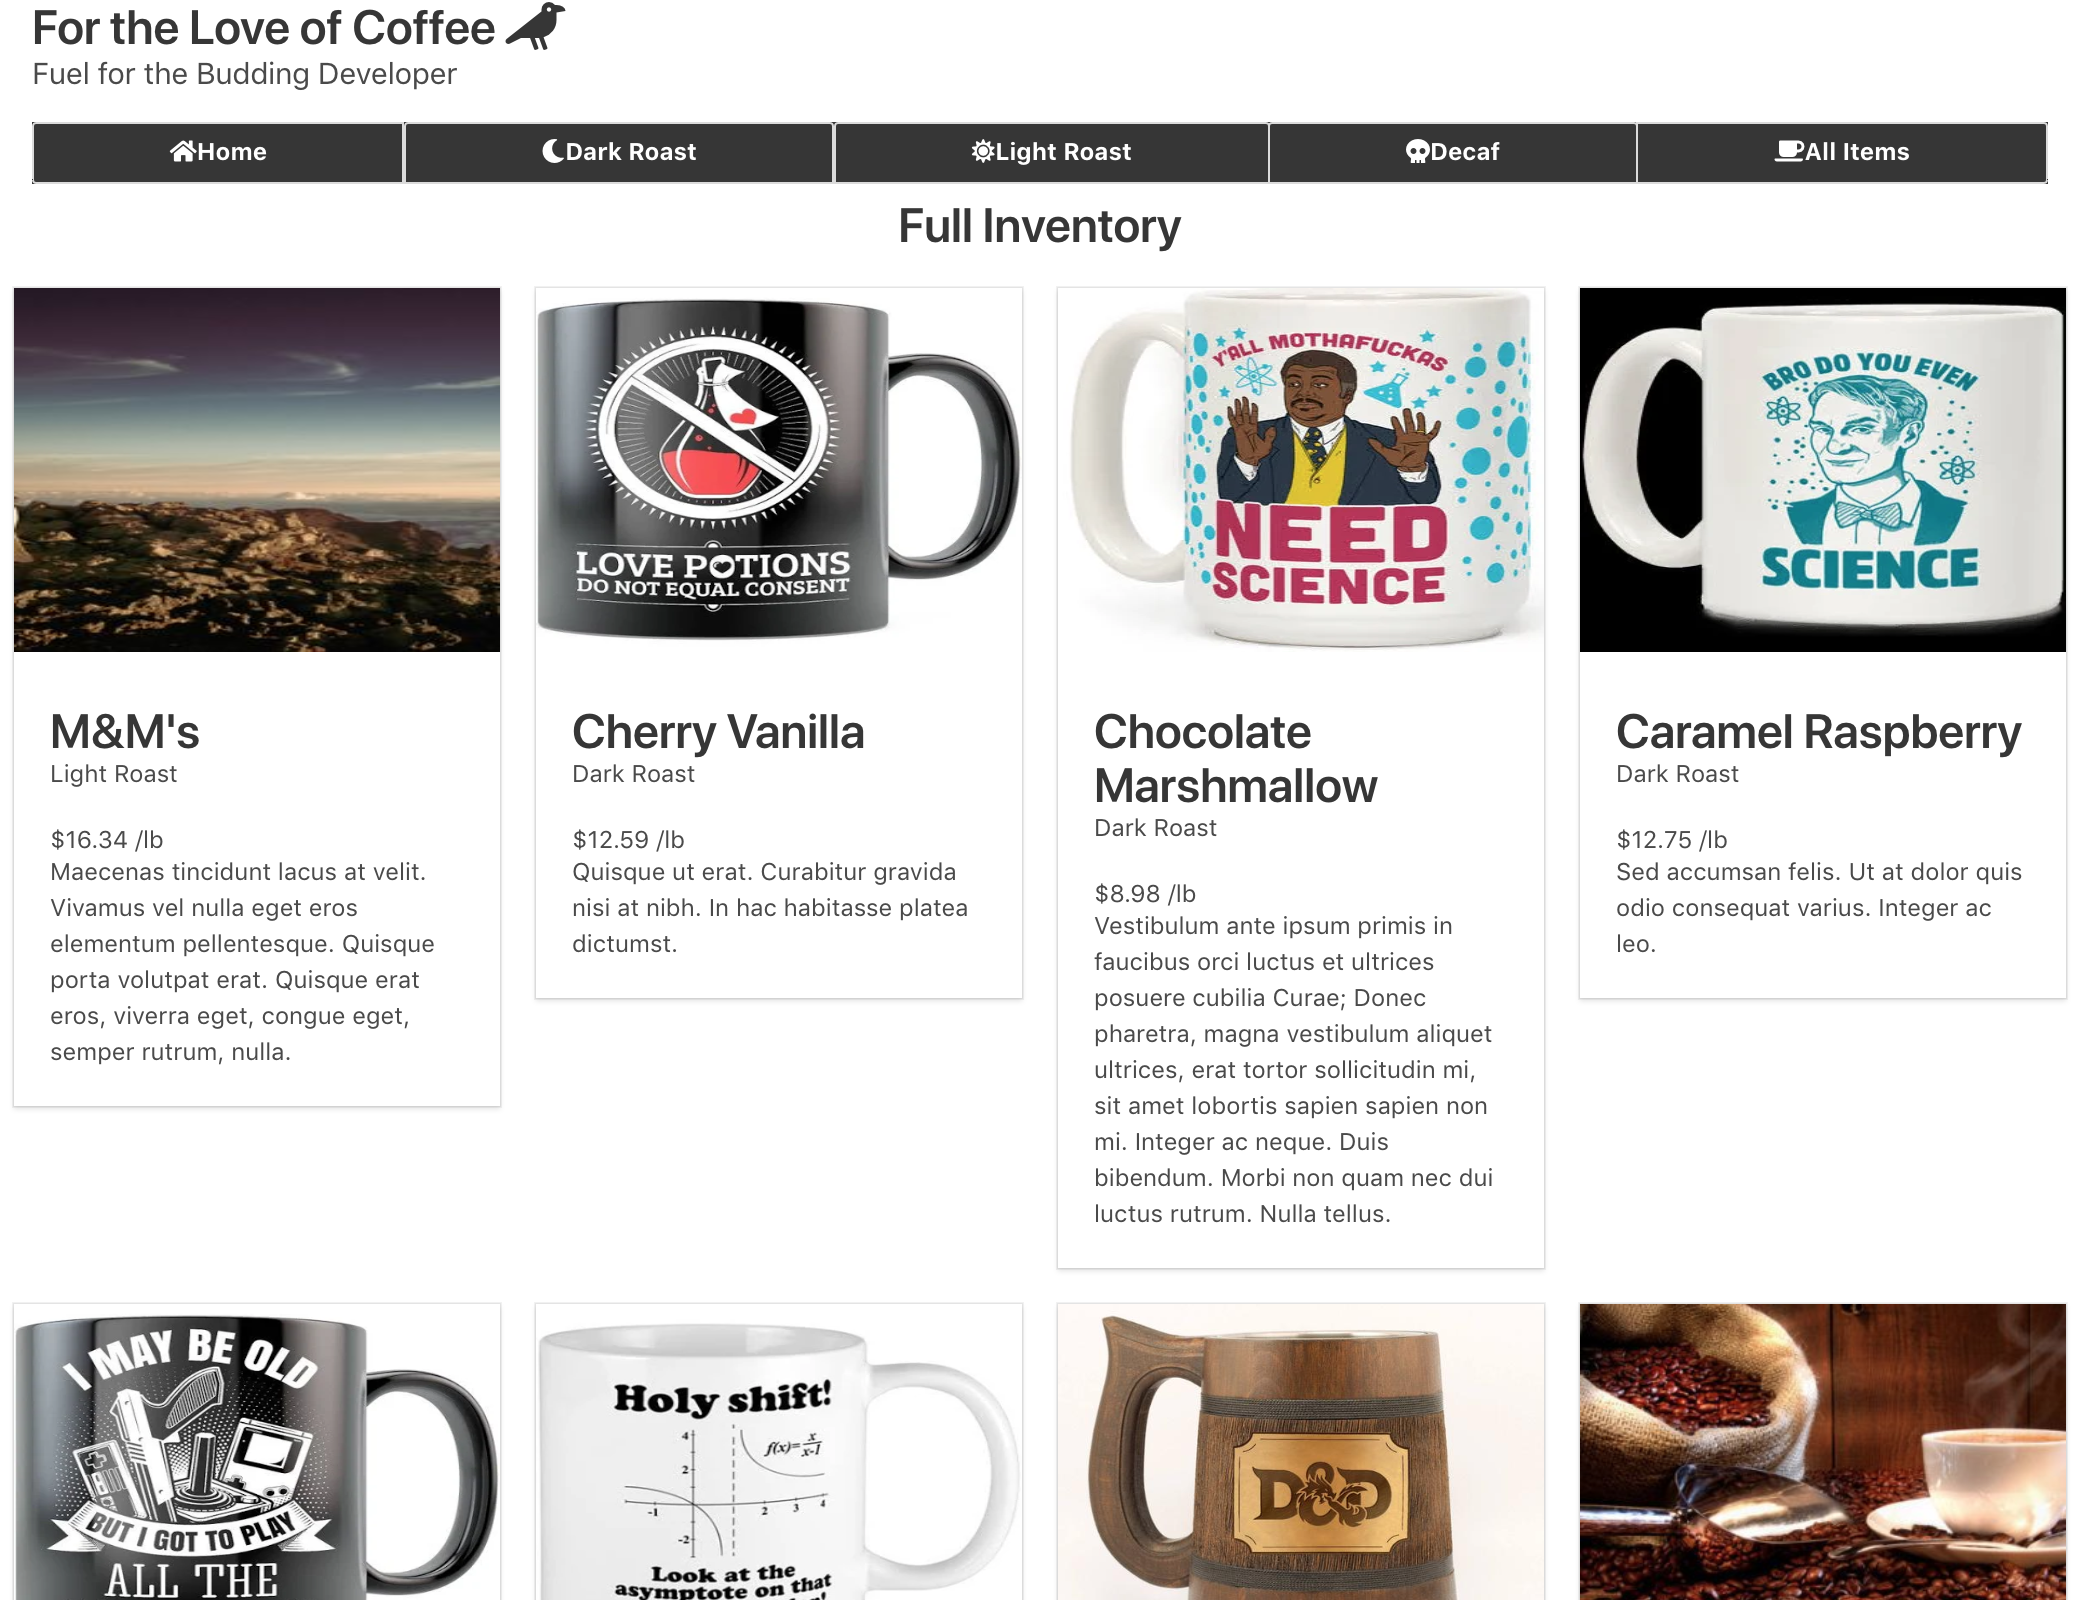 For the Love of Coffee
Fuel for the Budding Developer
Home
Dark Roast
Light Roast
Decaf
All Items
Full Inventory
LOVE POTIONS
DO NOT EQUAL CONSENT
Y'ALL MOTHAFUCKAS
NEED
SCIENCE
BRO DO YOU EVEN
SCIENCE
M&M's
Light Roast
$16.34 /lb
Maecenas tincidunt lacus at velit.
Vivamus vel nulla eget eros
elementum pellentesque. Quisque
porta volutpat erat. Quisque erat
eros, viverra eget, congue eget,
semper rutrum, nulla.
Cherry Vanilla
Dark Roast
$12.59 /lb
Quisque ut erat. Curabitur gravida
nisi at nibh. In hac habitasse platea
dictumst.
Chocolate
Marshmallow
Dark Roast
$8.98 /lb
Vestibulum ante ipsum primis in
faucibus orci luctus et ultrices
posuere cubilia Curae; Donec
pharetra, magna vestibulum aliquet
ultrices, erat tortor sollicitudin mi,
sit amet lobortis sapien sapien non
mi. Integer ac neque. Duis
bibendum. Morbi non quam nec dui
luctus rutrum. Nulla tellus.
Caramel Raspberry
Dark Roast
$12.75 /lb
Sed accumsan felis. Ut at dolor quis
odio consequat varius. Integer ac
leo.
I MAY BE OLD
BUT I GOT TO PLAY
ALL THE
Holy shift!
f(x)=x/x-1
4
2
-1 2 3 4
-2
Look at the
asymptote on that
D&D